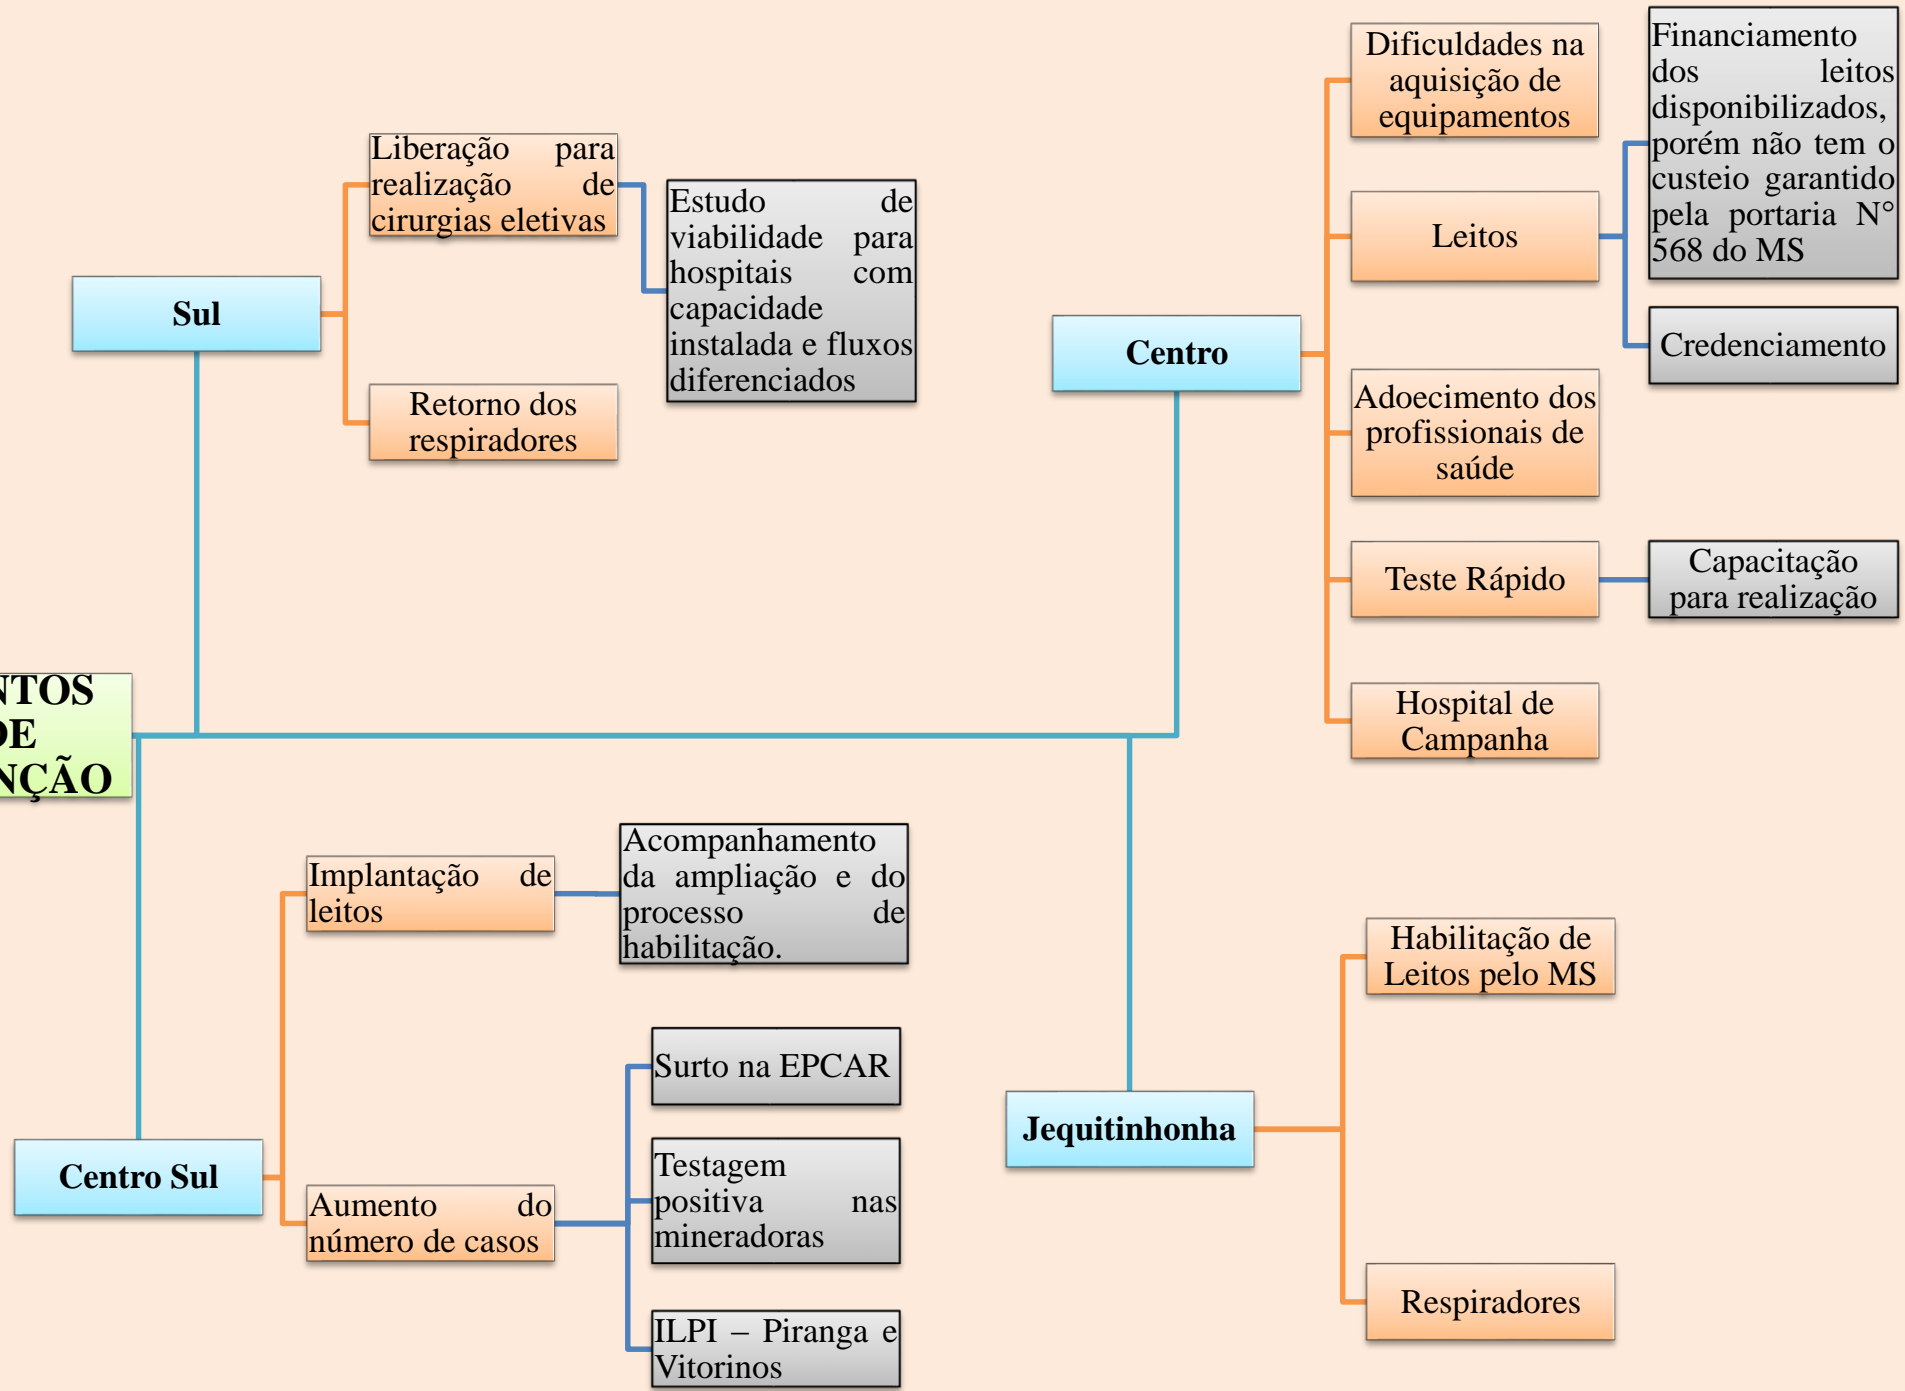 Sul
Liberação para
realização de
cirurgias eletivas
Estudo de
viabilidade para
hospitais com
capacidade
instalada e fluxos
diferenciados
Retorno dos
respiradores
Centro
Dificuldades na
aquisição de
equipamentos
Leitos
Financiamento
dos leitos
disponibilizados,
porém não tem o
custeio garantido
pela portaria N°
568 do MS
Credenciamento
Adoecimento dos
profissionais de
saúde
Teste Rápido
Capacitação
para realização
Hospital de
Campanha
NTOS
DE
NÇÃO
Centro Sul
Implantação de
leitos
Acompanhamento
da ampliação e do
processo de
habilitação.
Aumento do
número de casos
Surto na EPCAR
Testagem
positiva nas
mineradoras
ILPI – Piranga e
Vitorinos
Jequitinhonha
Habilitação de
Leitos pelo MS
Respiradores